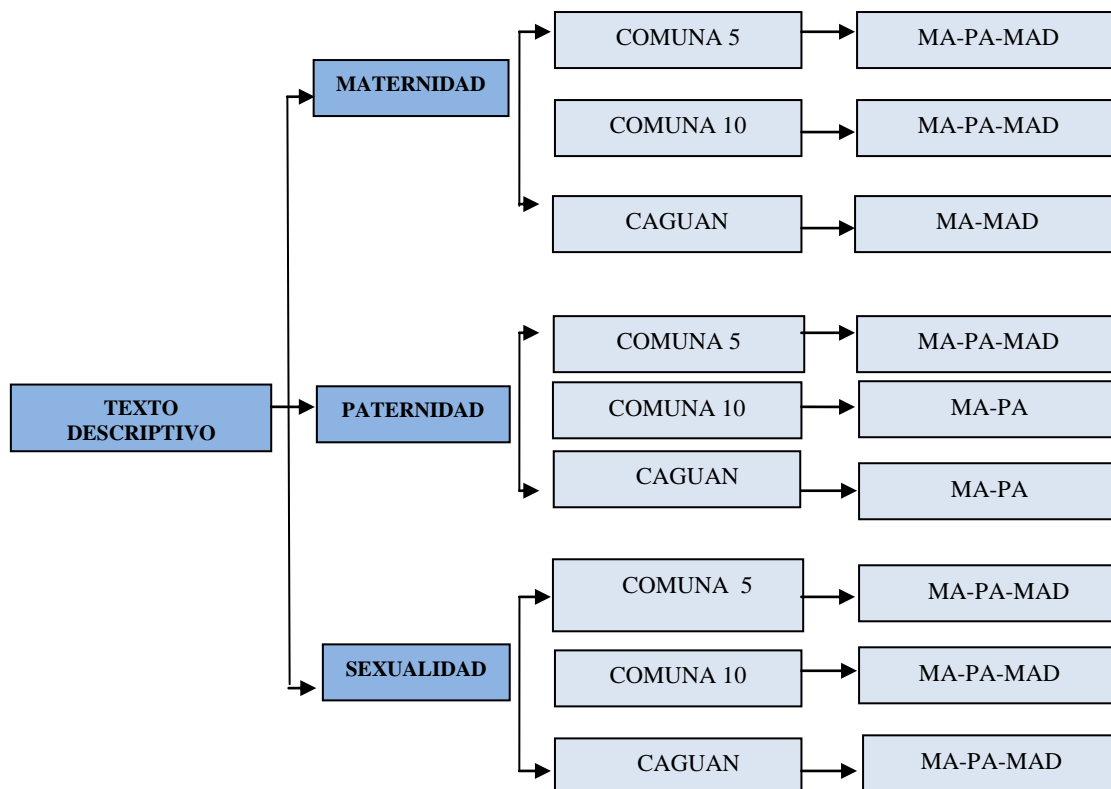 TEXTO
DESCRIPTIVO
MATERNIDAD
COMUNA 5
MA-PA-MAD
COMUNA 10
MA-PA-MAD
CAGUAN
MA-MAD
PATERNIDAD
COMUNA 5
MA-PA-MAD
COMUNA 10
MA-PA
CAGUAN
MA-PA
SEXUALIDAD
COMUNA 5
MA-PA-MAD
COMUNA 10
MA-PA-MAD
CAGUAN
MA-PA-MAD